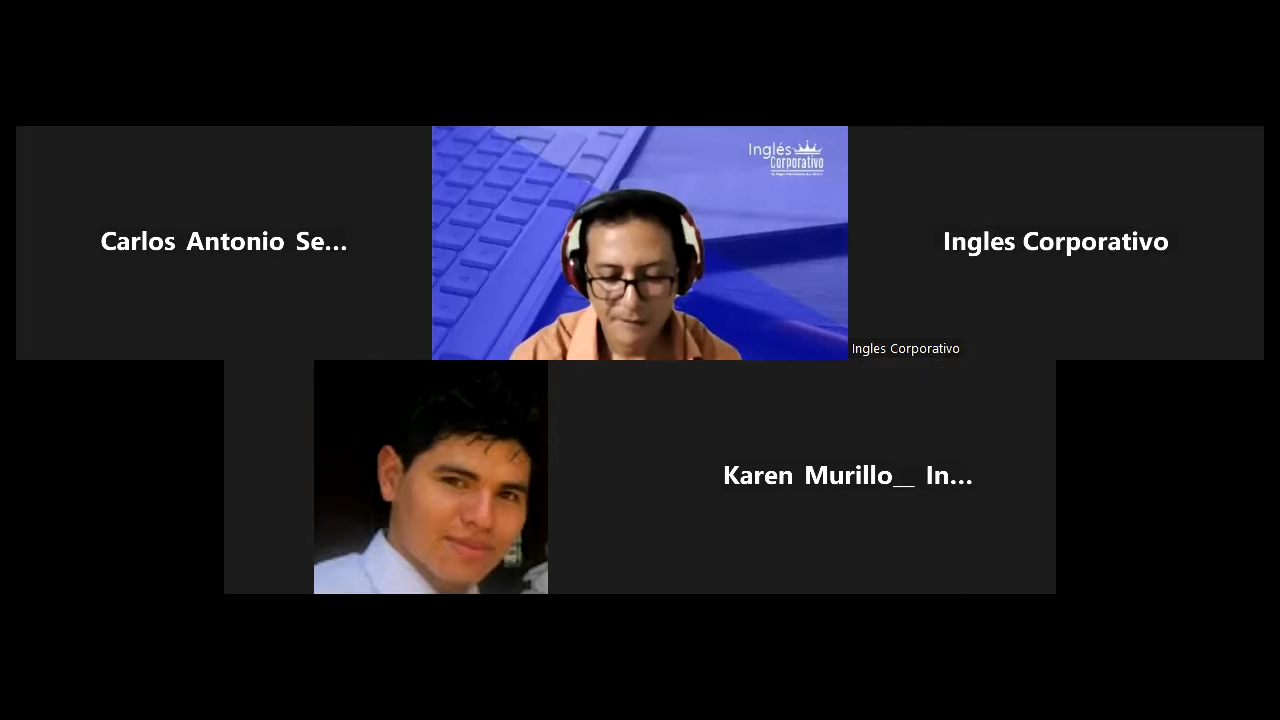 Carlos Antonio Se...
Inglés
Corporativo
Ingles Corporativo
Ingles Corporativo
Karen Murillo__ In...